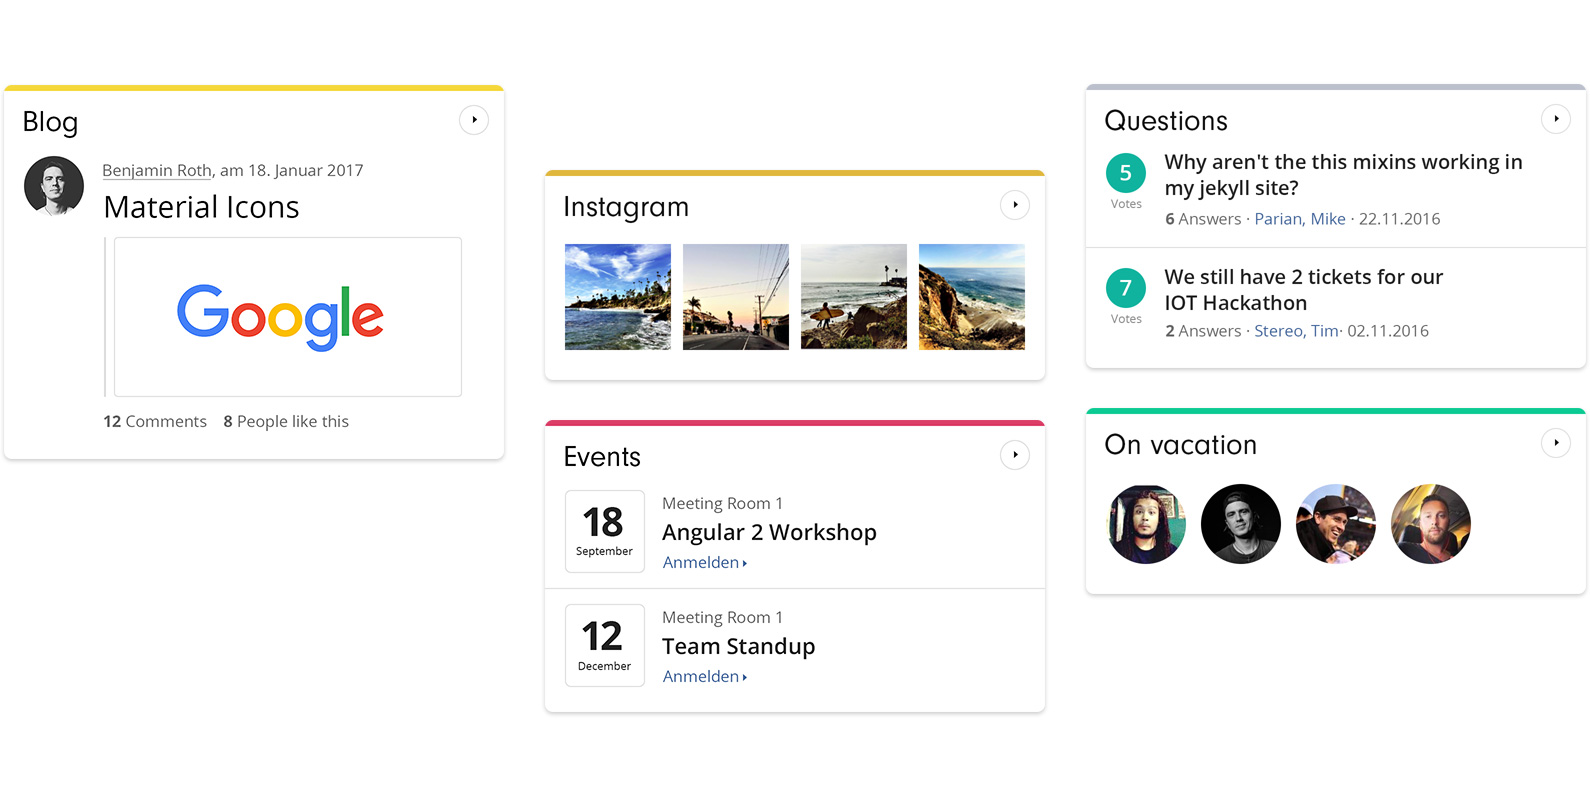 Blog
Benjamin Roth, am 18. Januar 2017
Material Icons
Google
12 Comments 8 People like this
Instagram
Events
18
September
Meeting Room 1
Angular 2 Workshop
Anmelden
12
December
Meeting Room 1
Team Standup
Anmelden
Questions
5
Votes
Why aren't the this mixins working in
my jekyll site?
6 Answers · Parian, Mike · 22.11.2016
7
Votes
We still have 2 tickets for our
IOT Hackathon
2 Answers · Stereo, Tim· 02.11.2016
On vacation